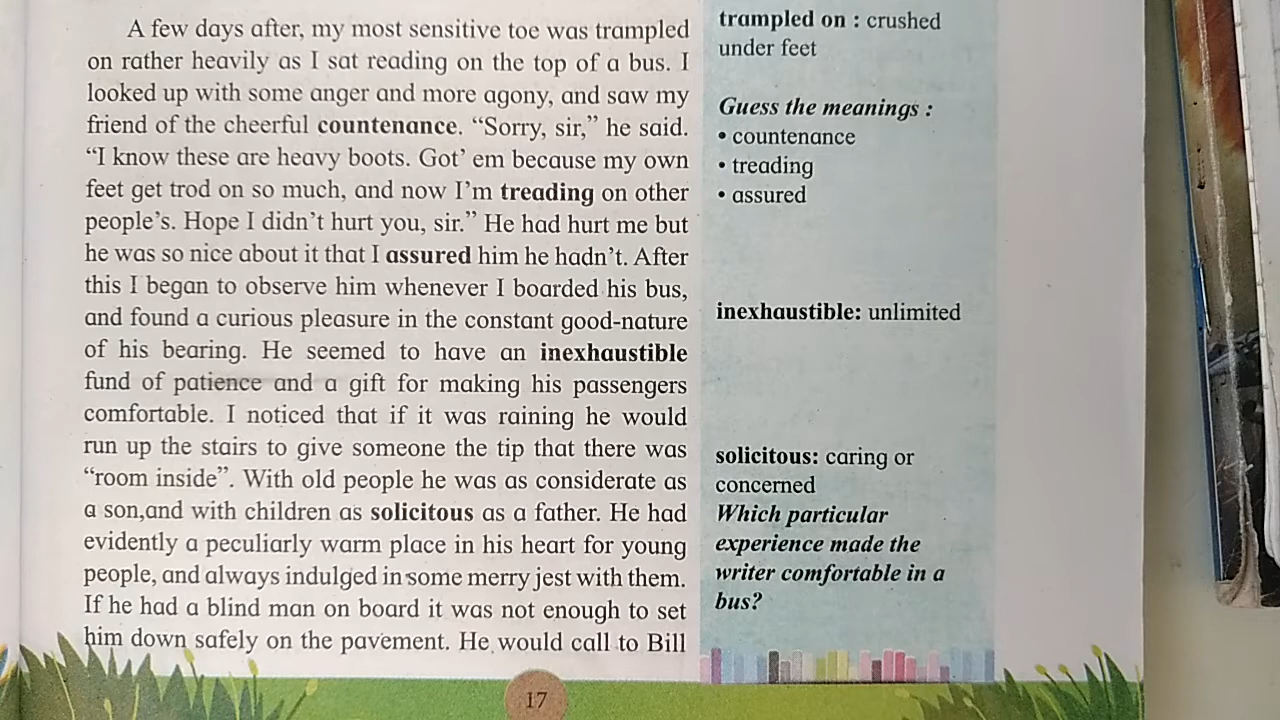 A few days after, my most sensitive toe was trampled
on rather heavily as I sat reading on the top of a bus. I
looked up with some anger and more agony, and saw my
friend of the cheerful countenance. “Sorry, sir,” he said.
“I know these are heavy boots. Got’ em because my own
feet get trod on so much, and now I’m treading on other
people’s. Hope I didn’t hurt you, sir.” He had hurt me but
he was so nice about it that I assured him he hadn’t. After
this I began to observe him whenever I boarded his bus,
and found a curious pleasure in the constant good-nature
of his bearing. He seemed to have an inexhaustible
fund of patience and a gift for making his passengers
comfortable. I noticed that if it was raining he would
run up the stairs to give someone the tip that there was
“room inside”. With old people he was as considerate as
a son,and with children as solicitous as a father. He had
evidently a peculiarly warm place in his heart for young
people, and always indulged in some merry jest with them.
If he had a blind man on board it was not enough to set
him down safely on the pavement. He would call to Bill
trampled on : crushed
under feet
Guess the meanings :
• countenance
• treading
• assured
inexhaustible: unlimited
solicitous: caring or
concerned
Which particular
experience made the
writer comfortable in a
bus?
17